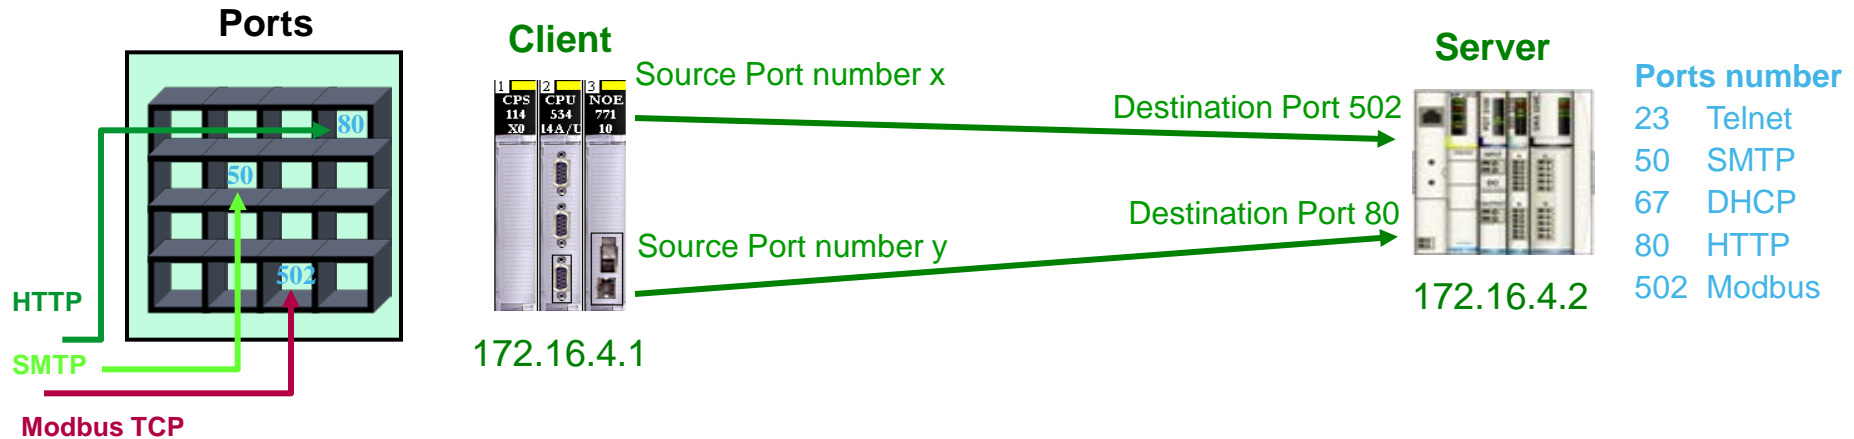 Ports
80
50
502
HTTP
SMTP
Modbus TCP
Client
1 2 3
CPS CPU NOE
114 534 771
X0 14A/U 10
172.16.4.1
Source Port number x
Destination Port 502
Source Port number y
Destination Port 80
Server
172.16.4.2
Ports number
23 Telnet
50 SMTP
67 DHCP
80 HTTP
502 Modbus